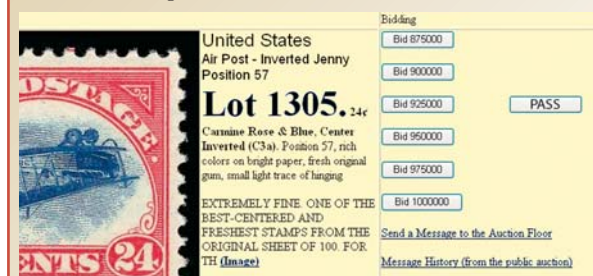 Bidding
POSTAGE
CENTS 24
United States
Air Post - Inverted Jenny
Position 57
Lot 1305. 24¢
Carmine Rose & Blue, Center
Inverted (C3a). Position 57, rich
colors on bright paper, fresh original
gum, small light trace of hinging
EXTREMELY FINE. ONE OF THE
BEST-CENTERED AND
FRESHEST STAMPS FROM THE
ORIGINAL SHEET OF 100. FOR
TH (Image)
Bid 875000
Bid 900000
Bid 925000
PASS
Bid 950000
Bid 975000
Bid 1000000
Send a Message to the Auction Floor
Message History (from the public auction)